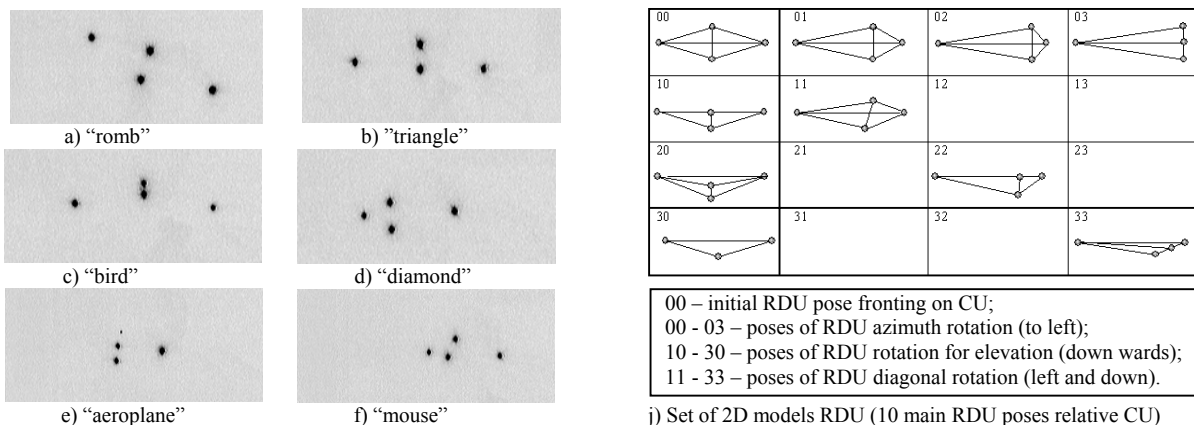 a) “romb”
b) ”triangle”
c) “bird”
d) “diamond”
e) “aeroplane”
f) “mouse”
00 01 02 03
10 11 12 13
20 21 22 23
30 31 32 33
00 – initial RDU pose fronting on CU;
00 - 03 – poses of RDU azimuth rotation (to left);
10 - 30 – poses of RDU rotation for elevation (down wards);
11 - 33 – poses of RDU diagonal rotation (left and down).
j) Set of 2D models RDU (10 main RDU poses relative CU)